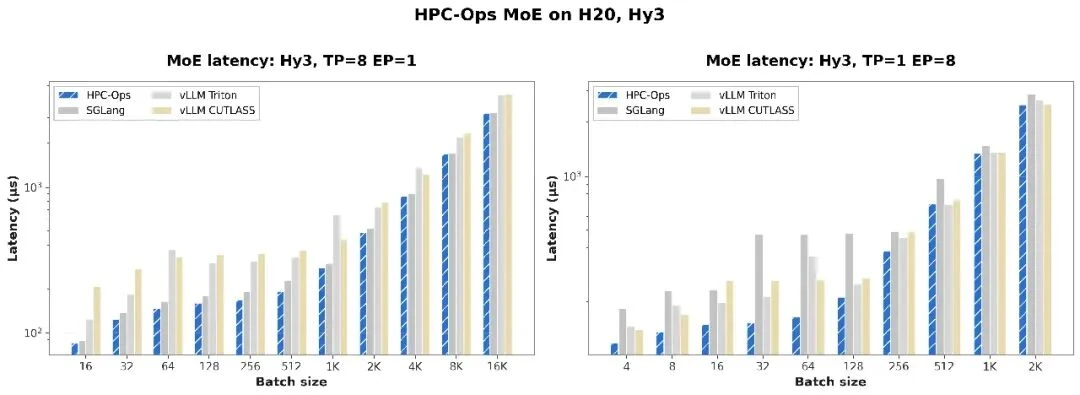 HPC-Ops MoE on H20, Hy3
MoE latency: Hy3, TP=8 EP=1
HPC-Ops
SGLang
vLLM Triton
vLLM CUTLASS
Latency (μs)
10³
10²
16 32 64 128 256 512 1K 2K 4K 8K 16K
Batch size
MoE latency: Hy3, TP=1 EP=8
HPC-Ops
SGLang
vLLM Triton
vLLM CUTLASS
Latency (μs)
10³
4 8 16 32 64 128 256 512 1K 2K
Batch size